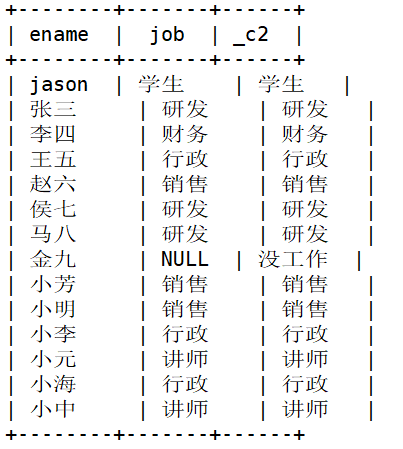 +--------+-------+------+
| ename | job | _c2 |
+--------+-------+------+
| jason | 学生 | 学生 |
| 张三 | 研发 | 研发 |
| 李四 | 财务 | 财务 |
| 王五 | 行政 | 行政 |
| 赵六 | 销售 | 销售 |
| 侯七 | 研发 | 研发 |
| 马八 | 研发 | 研发 |
| 金九 | NULL | 没工作 |
| 小芳 | 销售 | 销售 |
| 小明 | 销售 | 销售 |
| 小李 | 行政 | 行政 |
| 小元 | 讲师 | 讲师 |
| 小海 | 行政 | 行政 |
| 小中 | 讲师 | 讲师 |
+--------+-------+------+